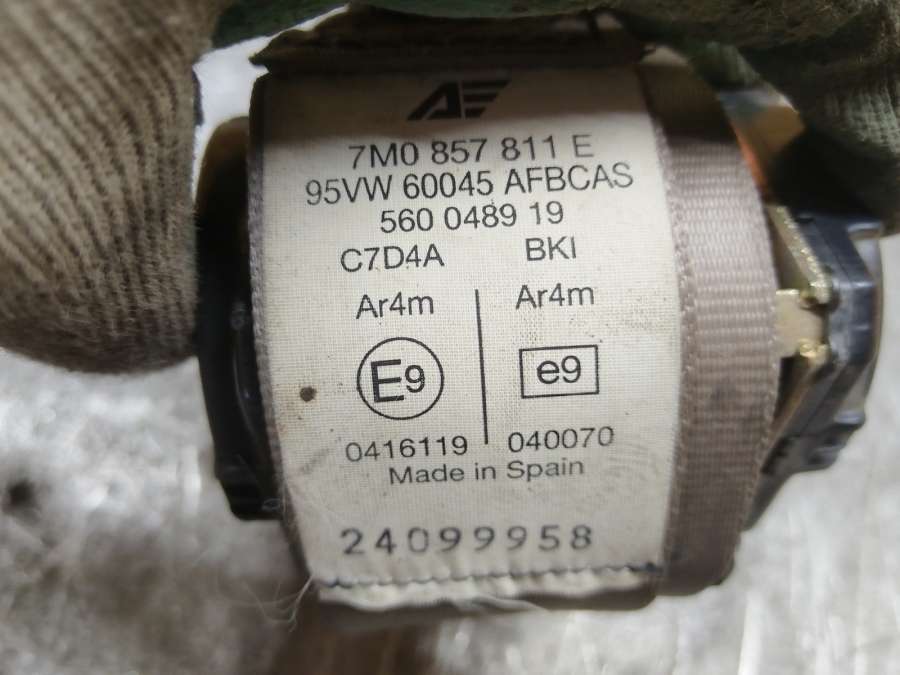 7M0 857 811 E
95VW 60045 AFBCAS
560 0489 19
C7D4A BKI
Ar4m Ar4m
E9 e9
0416119 040070
Made in Spain
24099958